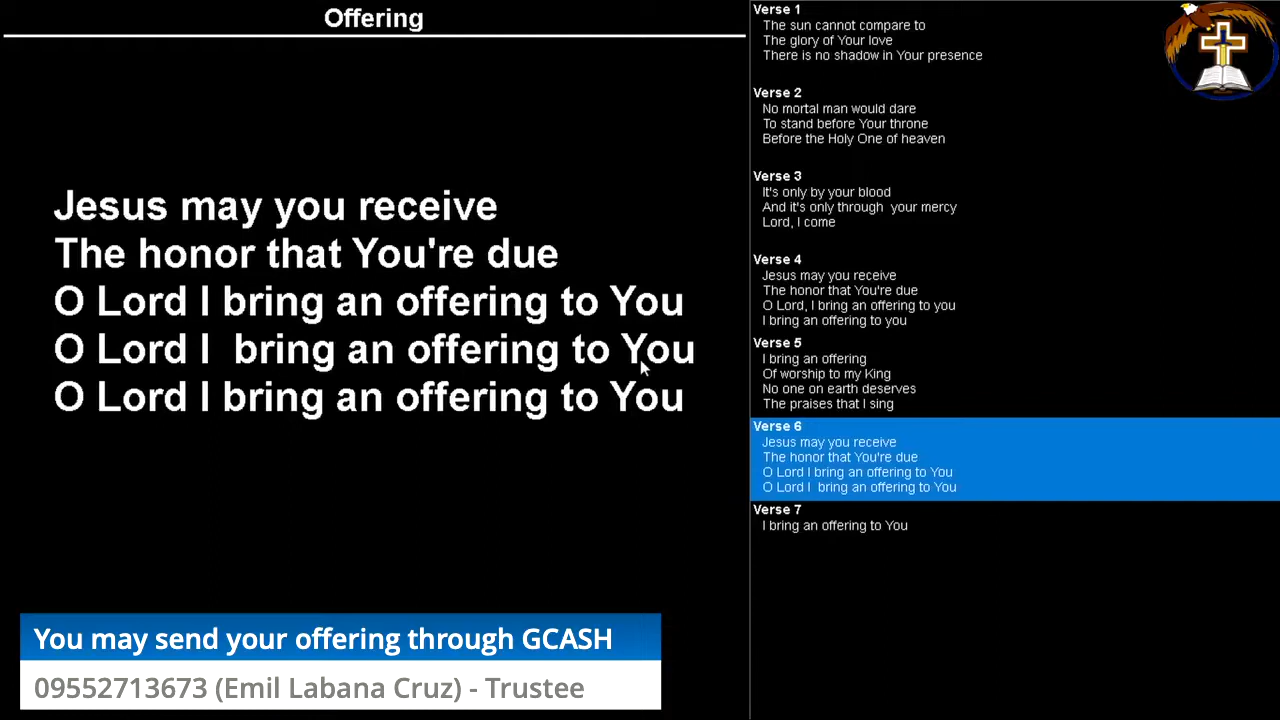 Offering
Jesus may you receive
The honor that You're due
O Lord I bring an offering to You
O Lord I  bring an offering to You
O Lord I bring an offering to You
You may send your offering through GCASH
09552713673 (Emil Labana Cruz) - Trustee
Verse 1
The sun cannot compare to
The glory of Your love
There is no shadow in Your presence
Verse 2
No mortal man would dare
To stand before Your throne
Before the Holy One of heaven
Verse 3
It's only by your blood
And it's only through  your mercy
Lord, I come
Verse 4
Jesus may you receive
The honor that You're due
O Lord, I bring an offering to you
I bring an offering to you
Verse 5
I bring an offering
Of worship to my King
No one on earth deserves
The praises that I sing
Verse 6
Jesus may you receive
The honor that You're due
O Lord I bring an offering to You
O Lord I  bring an offering to You
Verse 7
I bring an offering to You